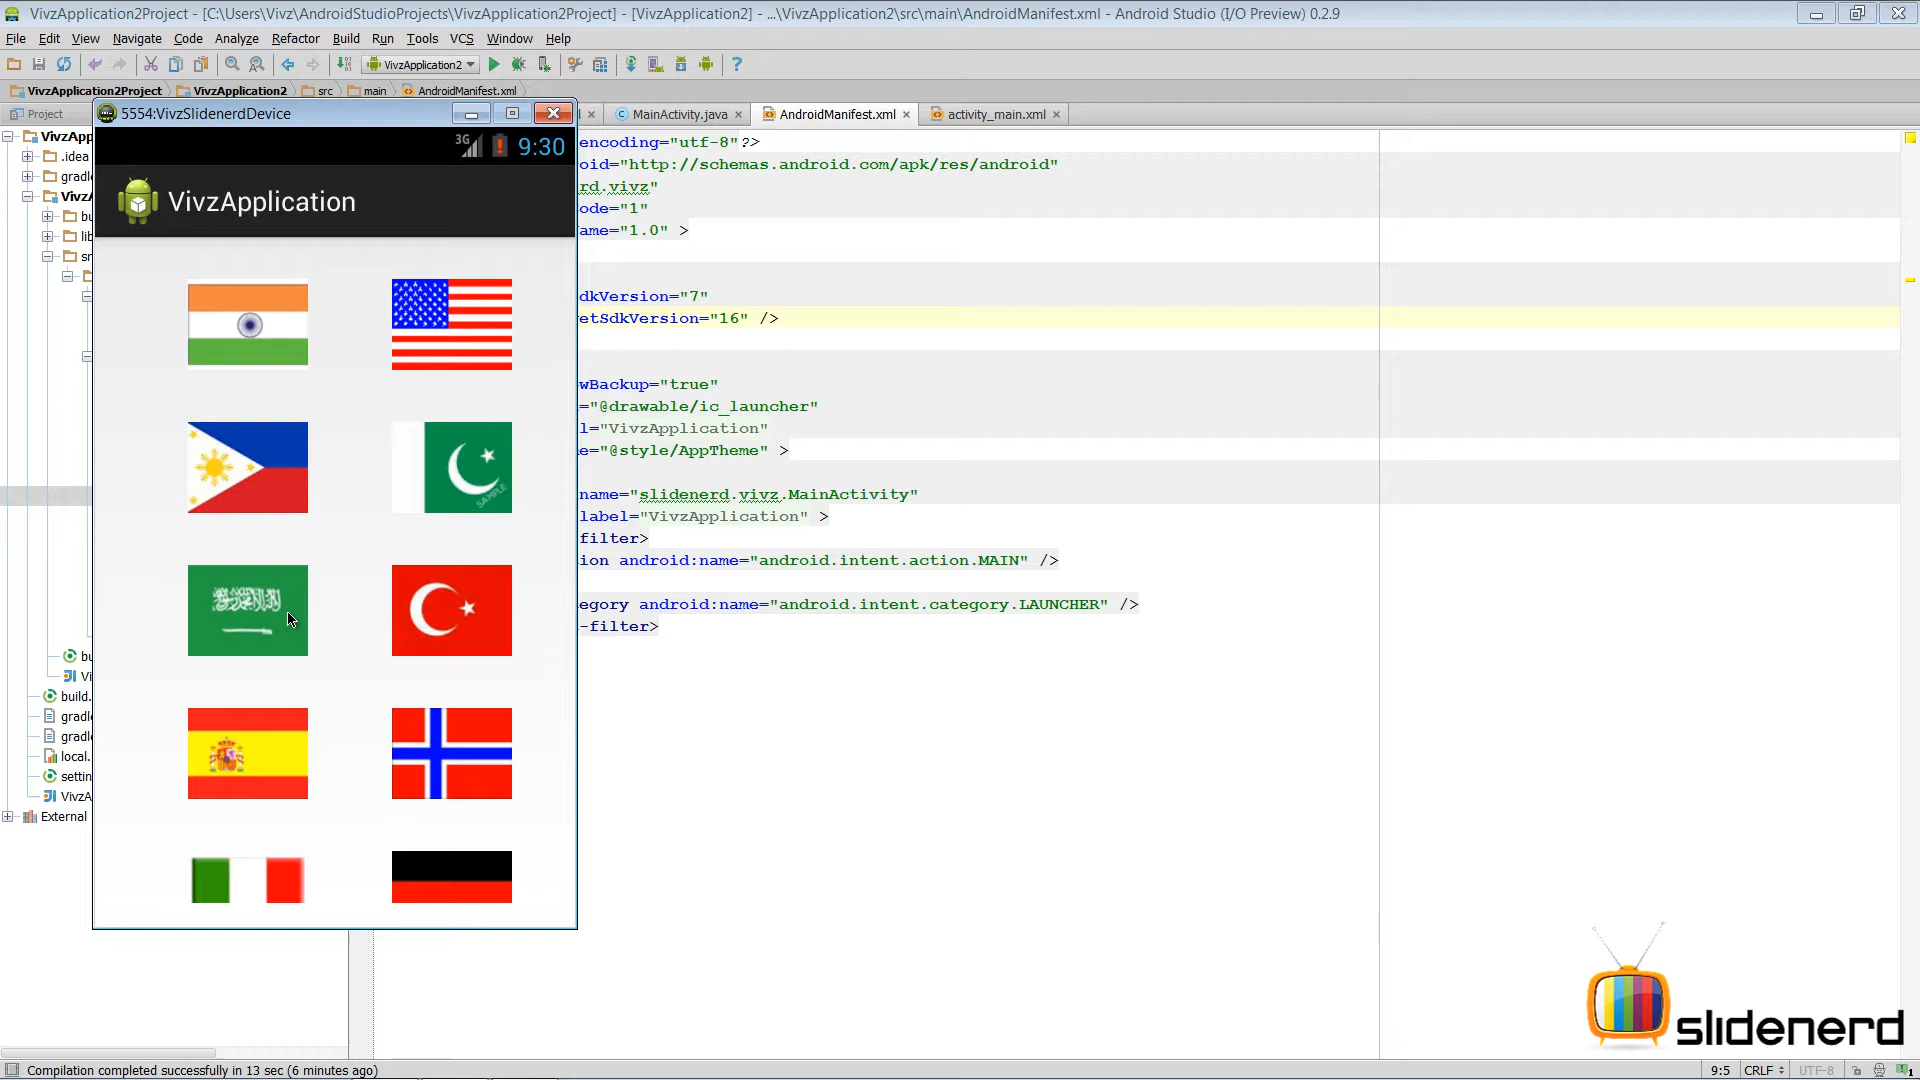 VivzApplication2Project - [C:\Users\Vivz\AndroidStudioProjects\VivzApplication2Project] - [VivzApplication2] - ...\VivzApplication2\src\main\AndroidManifest.xml - Android Studio (I/O Preview) 0.2.9
File Edit View Navigate Code Analyze Refactor Build Run Tools VCS Window Help
VivzApplication2
VivzApplication2Project VivzApplication2 src main AndroidManifest.xml
Project
5554:VivzSlidenerdDevice
MainActivity.java AndroidManifest.xml activity_main.xml
VivzApp
.idea
gradle
VivzA
bu
lib
sr
bu
Vi
build.
gradle
gradle
local.
settin
VivzA
External
3G 9:30
VivzApplication
SAMPLE
encoding="utf-8"?>
oid="http://schemas.android.com/apk/res/android"
rd.vivz"
ode="1"
ame="1.0" >
dkVersion="7"
etSdkVersion="16" />
wBackup="true"
="@drawable/ic_launcher"
l="VivzApplication"
e="@style/AppTheme" >
name="slidenerd.vivz.MainActivity"
label="VivzApplication" >
filter>
ion android:name="android.intent.action.MAIN" />
egory android:name="android.intent.category.LAUNCHER" />
-filter>
slidenerd
Compilation completed successfully in 13 sec (6 minutes ago)
9:5 CRLF UTF-8 1